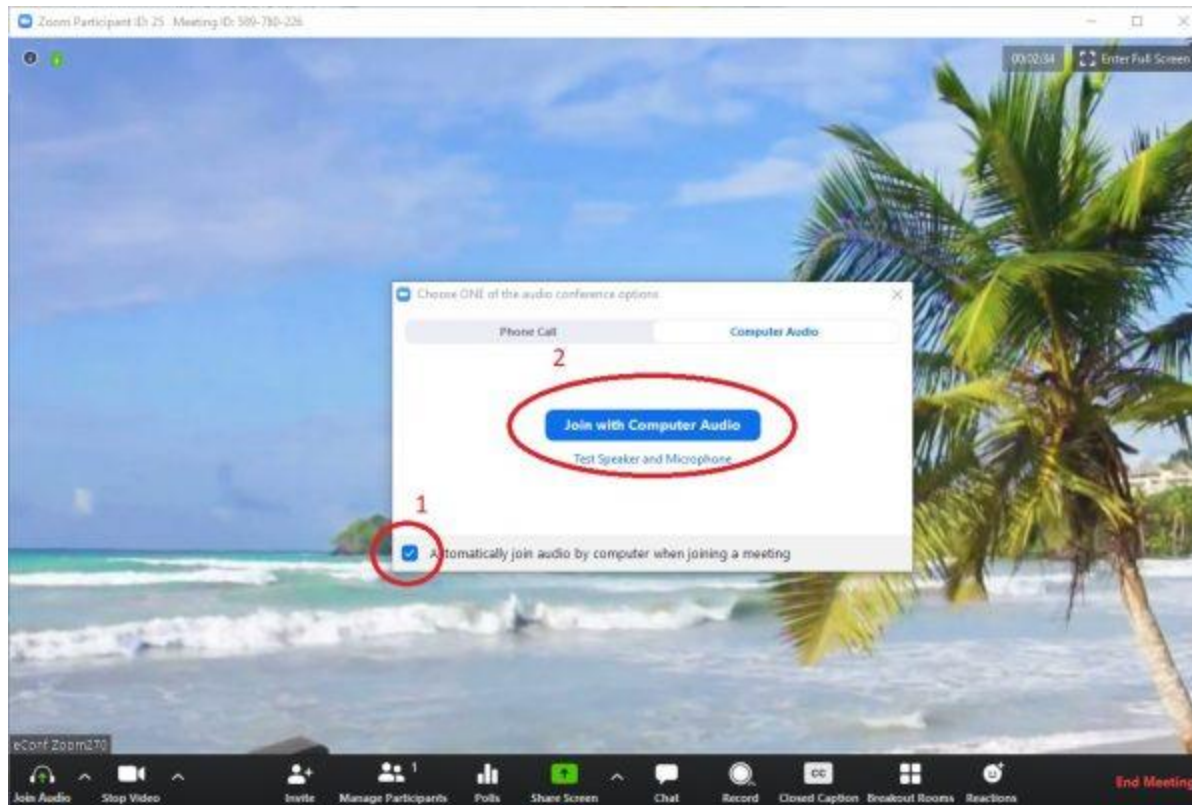 Zoom Participant ID: 25 Meeting ID: 589-780-226
00:02:34 Enter Full Screen
Choose ONE of the audio conference options
Phone Call Computer Audio
2
Join with Computer Audio
Test Speaker and Microphone
1
Automatically join audio by computer when joining a meeting
eConf Zoom270
Join Audio Stop Video Invite Manage Participants 1 Polls Share Screen Chat Record CC Closed Caption Breakout Rooms Reactions End Meeting